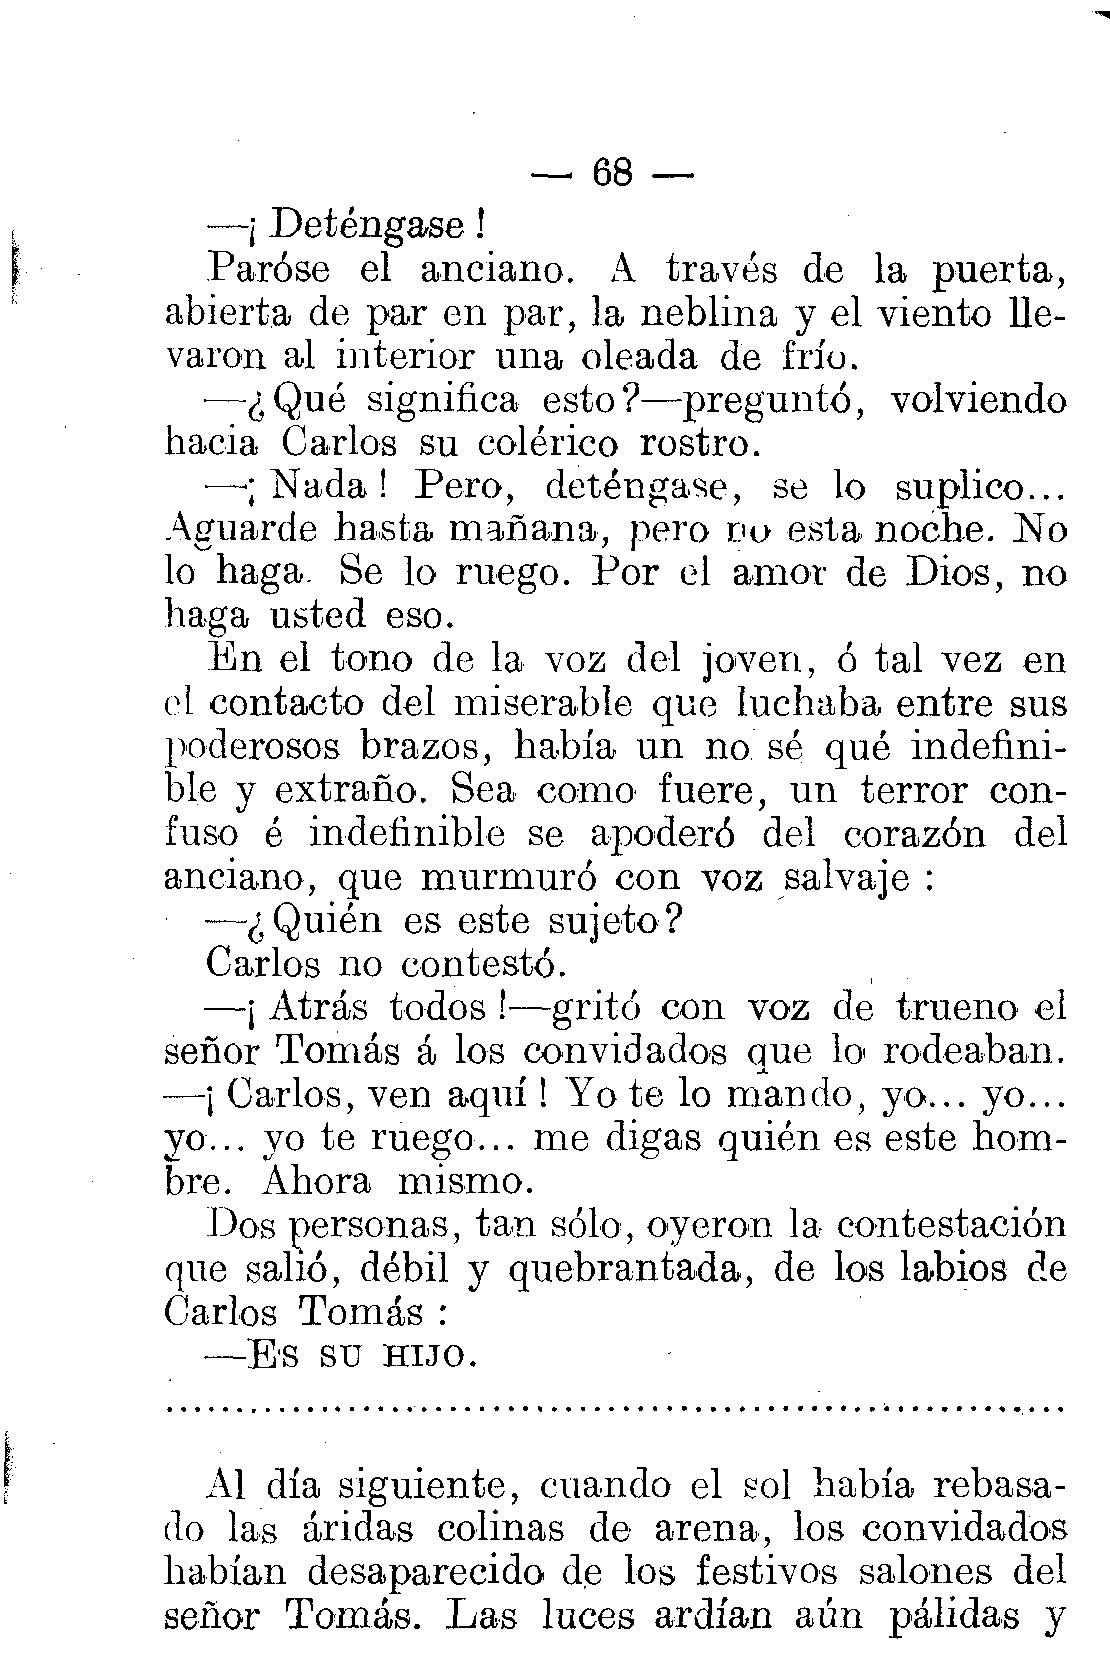 — 68 —
—¡ Deténgase !
Paróse el anciano. A través de la puerta,
abierta de par en par, la neblina y el viento lle-
varon al interior una oleada de frío.
—¿Qué significa esto?—preguntó, volviendo
hacia Carlos su colérico rostro.
—¡ Nada ! Pero, deténgase, se lo suplico...
Aguarde hasta mañana, pero no esta noche. No
lo haga. Se lo ruego. Por el amor de Dios, no
haga usted eso.
En el tono de la voz del joven, ó tal vez en
el contacto del miserable que luchaba entre sus
poderosos brazos, había un no sé qué indefini-
ble y extraño. Sea como fuere, un terror con-
fuso é indefinible se apoderó del corazón del
anciano, que murmuró con voz salvaje :
—¿Quién es este sujeto?
Carlos no contestó.
—¡ Atrás todos !—gritó con voz de trueno el
señor Tomás á los convidados que lo rodeaban.
—¡ Carlos, ven aquí ! Yo te lo mando, yo... yo...
yo... yo te ruego... me digas quién es este hom-
bre. Ahora mismo.
Dos personas, tan sólo, oyeron la contestación
que salió, débil y quebrantada, de los labios de
Carlos Tomás :
—ES SU HIJO.
................................................................
Al día siguiente, cuando el sol había rebasa-
do las áridas colinas de arena, los convidados
habían desaparecido de los festivos salones del
señor Tomás. Las luces ardían aún pálidas y